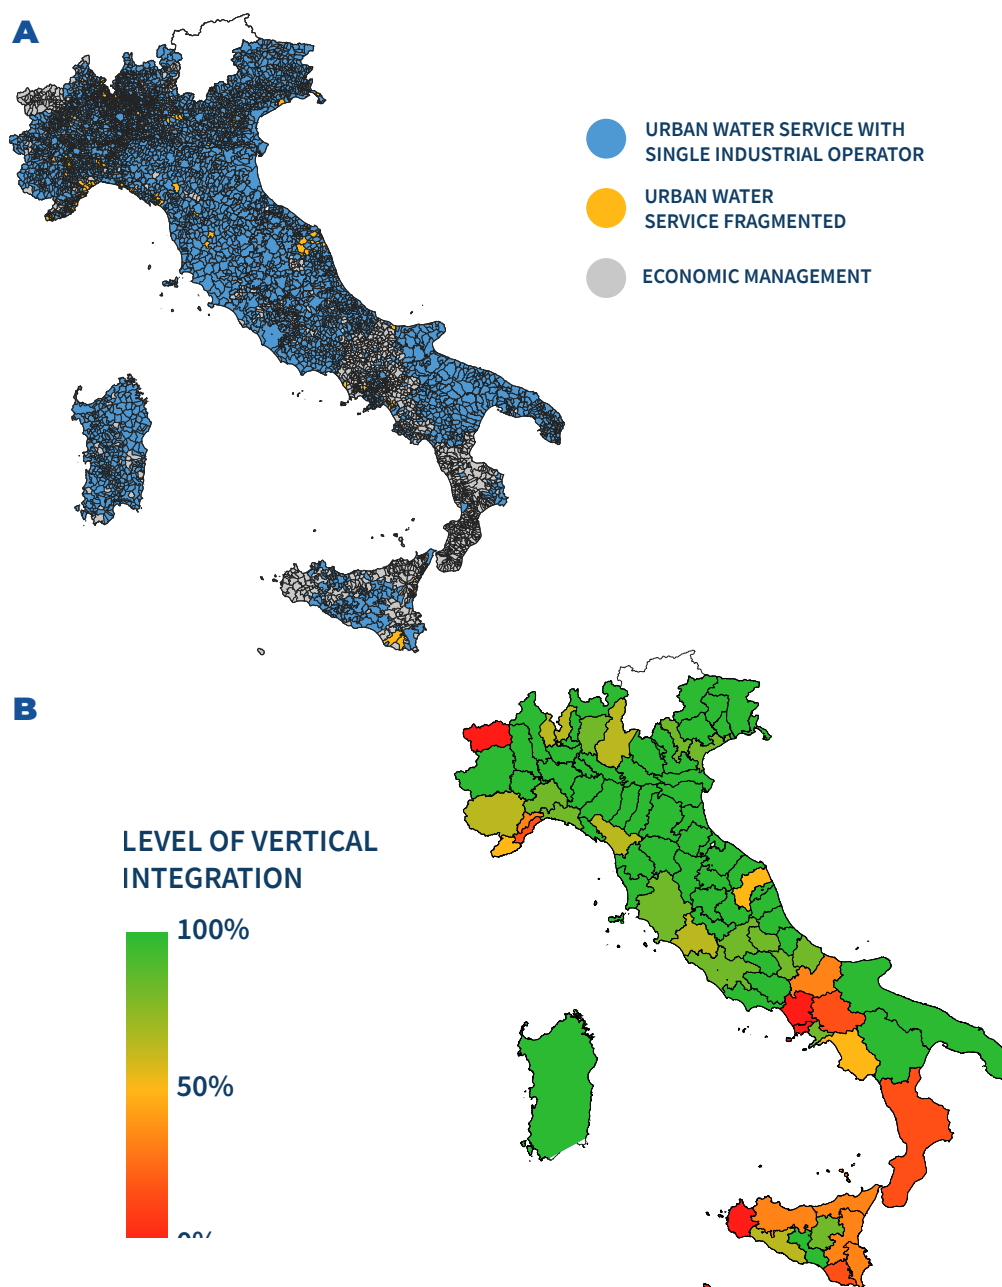 A
URBAN WATER SERVICE WITH
SINGLE INDUSTRIAL OPERATOR
URBAN WATER
SERVICE FRAGMENTED
ECONOMIC MANAGEMENT
B
LEVEL OF VERTICAL
INTEGRATION
100%
50%
0%